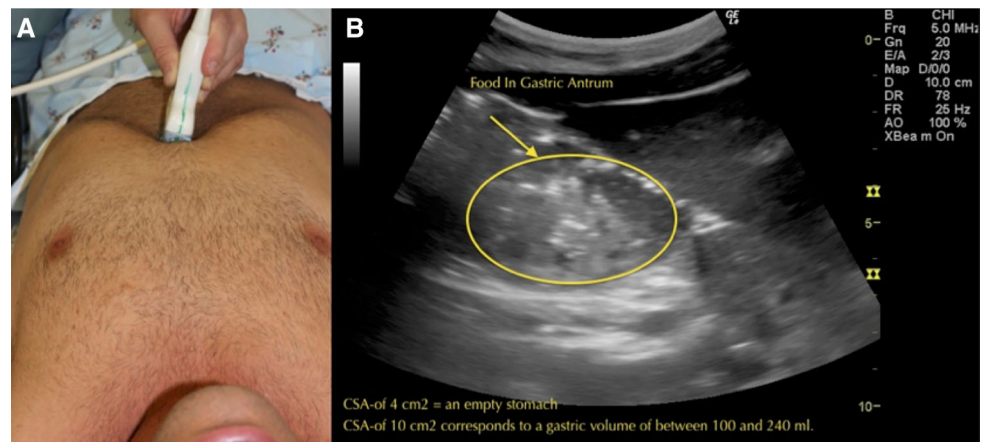 A
B
GE
L*
B CHI
Frq 5.0 MHz
Gn 20
E/A 2/3
Map D/0/0
D 10.0 cm
DR 78
FR 25 Hz
AO 100 %
XBea m On
0-
Food In Gastric Antrum
5-
10-
CSA-of 4 cm2 = an empty stomach
CSA-of 10 cm2 corresponds to a gastric volume of between 100 and 240 ml.